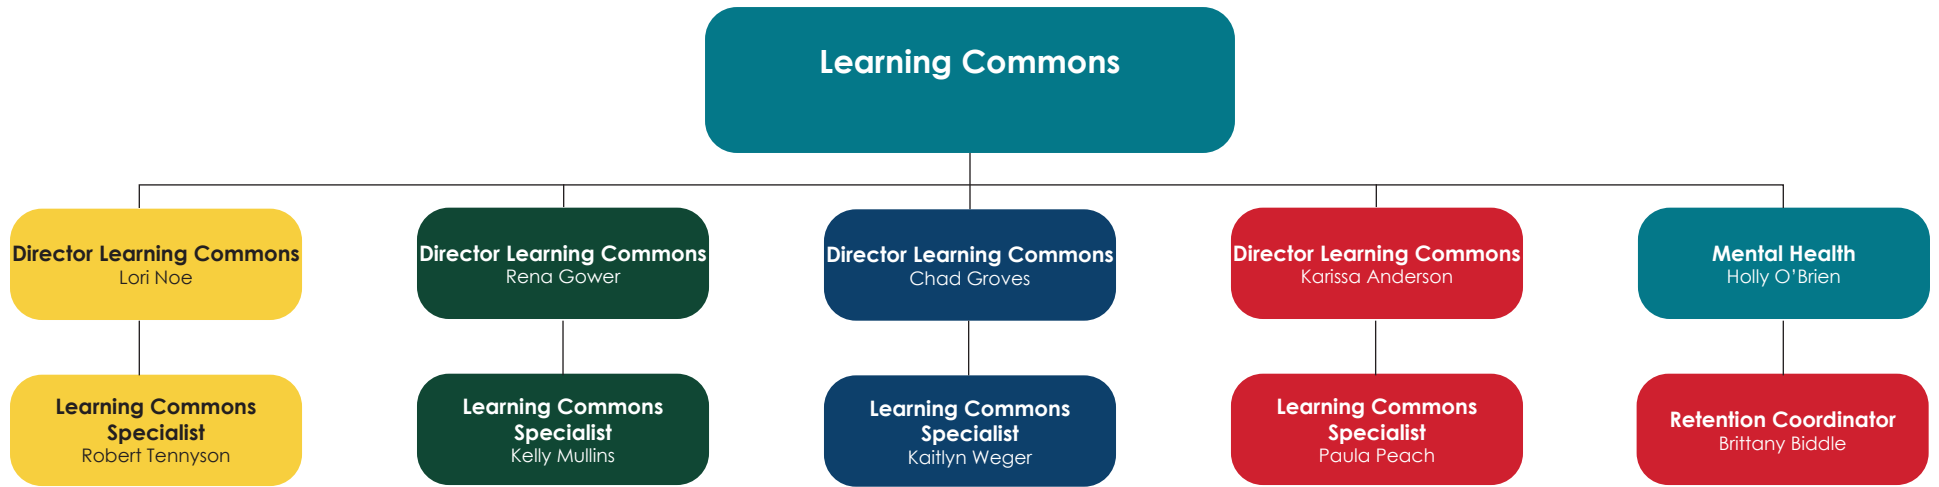 Learning Commons
Director Learning Commons
Lori Noe
Director Learning Commons
Rena Gower
Director Learning Commons
Chad Groves
Director Learning Commons
Karissa Anderson
Mental Health
Holly O’Brien
Learning Commons
Specialist
Robert Tennyson
Learning Commons
Specialist
Kelly Mullins
Learning Commons
Specialist
Kaitlyn Weger
Learning Commons
Specialist
Paula Peach
Retention Coordinator
Brittany Biddle